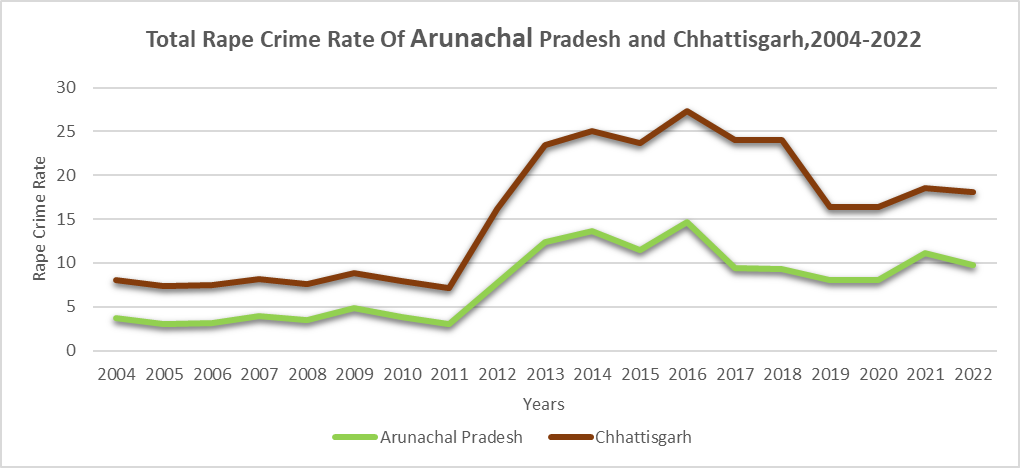 Total Rape Crime Rate Of Arunachal Pradesh and Chhattisgarh,2004-2022
30
25
20
15
10
5
0
Rape Crime Rate
2004 2005 2006 2007 2008 2009 2010 2011 2012 2013 2014 2015 2016 2017 2018 2019 2020 2021 2022
Years
Arunachal Pradesh Chhattisgarh